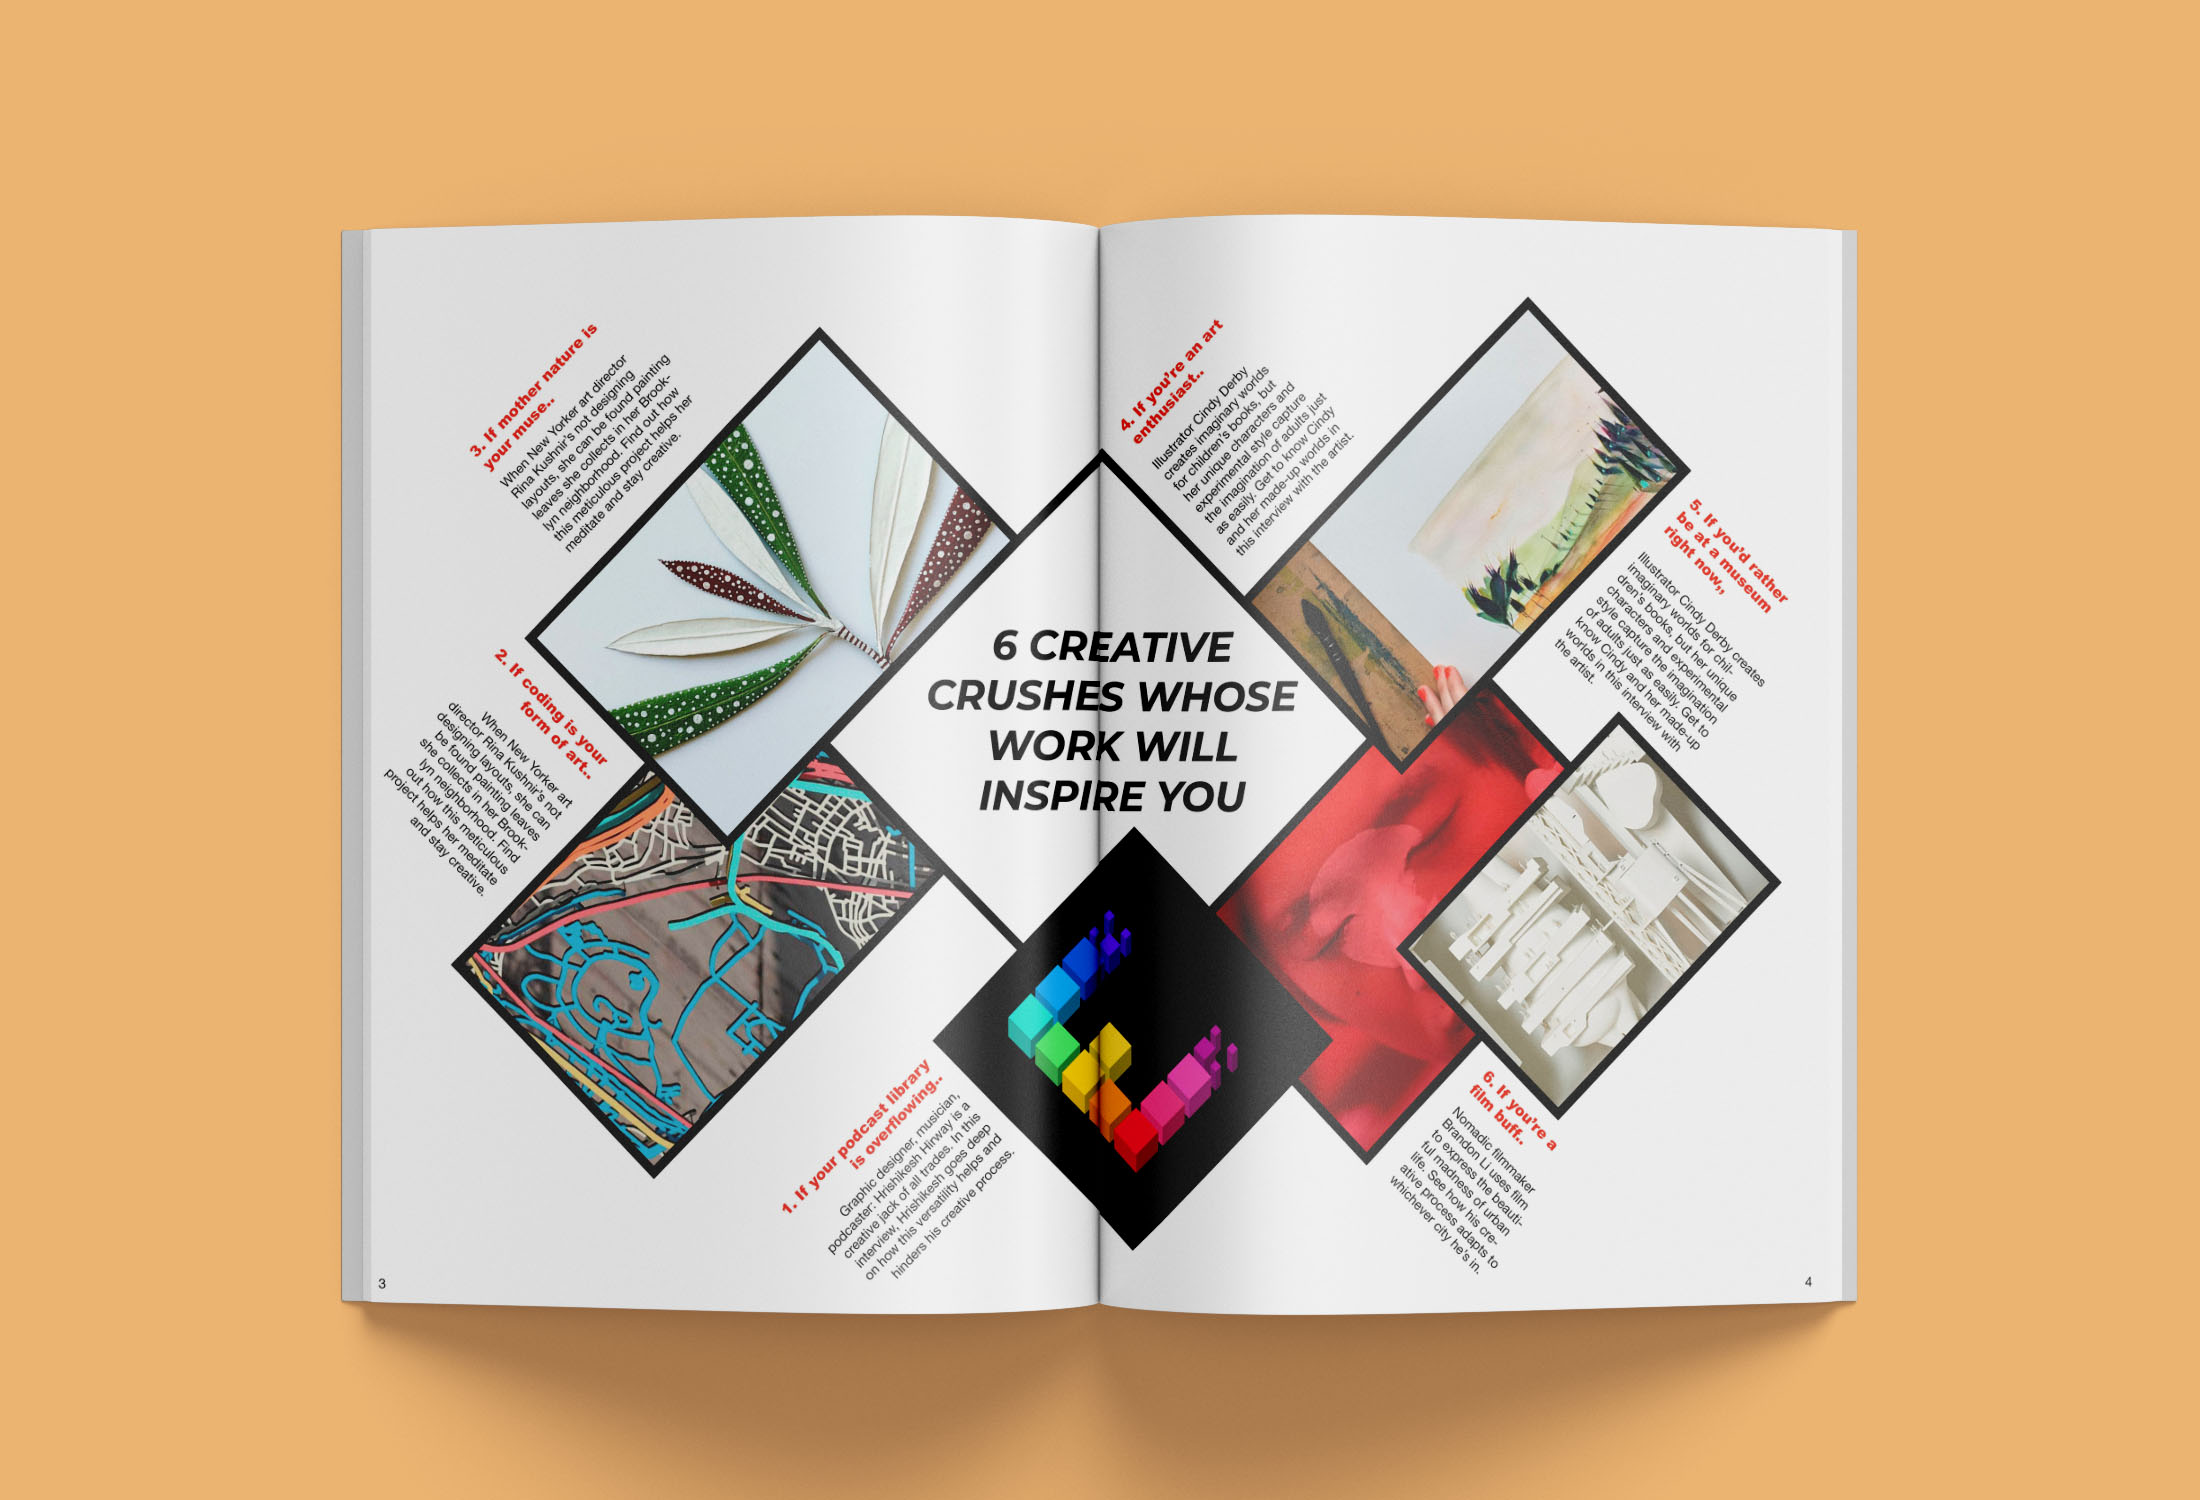 6 CREATIVE
CRUSHES WHOSE
WORK WILL
INSPIRE YOU
1. If your podcast library
is overflowing..
Graphic designer, musician,
podcaster: Hrishikesh Hirway is a
creative jack of all trades. In this
interview, Hrishikesh goes deep
on how this versatility helps and
hinders his creative process.
2. If coding is your
form of art..
When New Yorker art
director Rina Kushnir's not
designing layouts, she can
be found painting leaves
she collects in her Brook-
lyn neighborhood. Find
out how this meticulous
project helps her meditate
and stay creative.
3. If mother nature is
your muse..
When New Yorker art director
Rina Kushnir's not designing
layouts, she can be found painting
leaves she collects in her Brook-
lyn neighborhood. Find out how
this meticulous project helps her
meditate and stay creative.
4. If you're an art
enthusiast..
Illustrator Cindy Derby
creates imaginary worlds
for children's books, but
her unique characters and
experimental style capture
the imagination of adults just
as easily. Get to know Cindy
and her made-up worlds in
this interview with the artist.
5. If you'd rather
be at a museum
right now,,
Illustrator Cindy Derby creates
imaginary worlds for chil-
dren's books, but her unique
characters and experimental
style capture the imagination
of adults just as easily. Get to
know Cindy and her made-up
worlds in this interview with
the artist.
6. If you're a
film buff..
Nomadic filmmaker
Brandon Li uses film
to express the beauti-
ful madness of urban
life. See how his cre-
ative process adapts to
whichever city he's in.
3
4